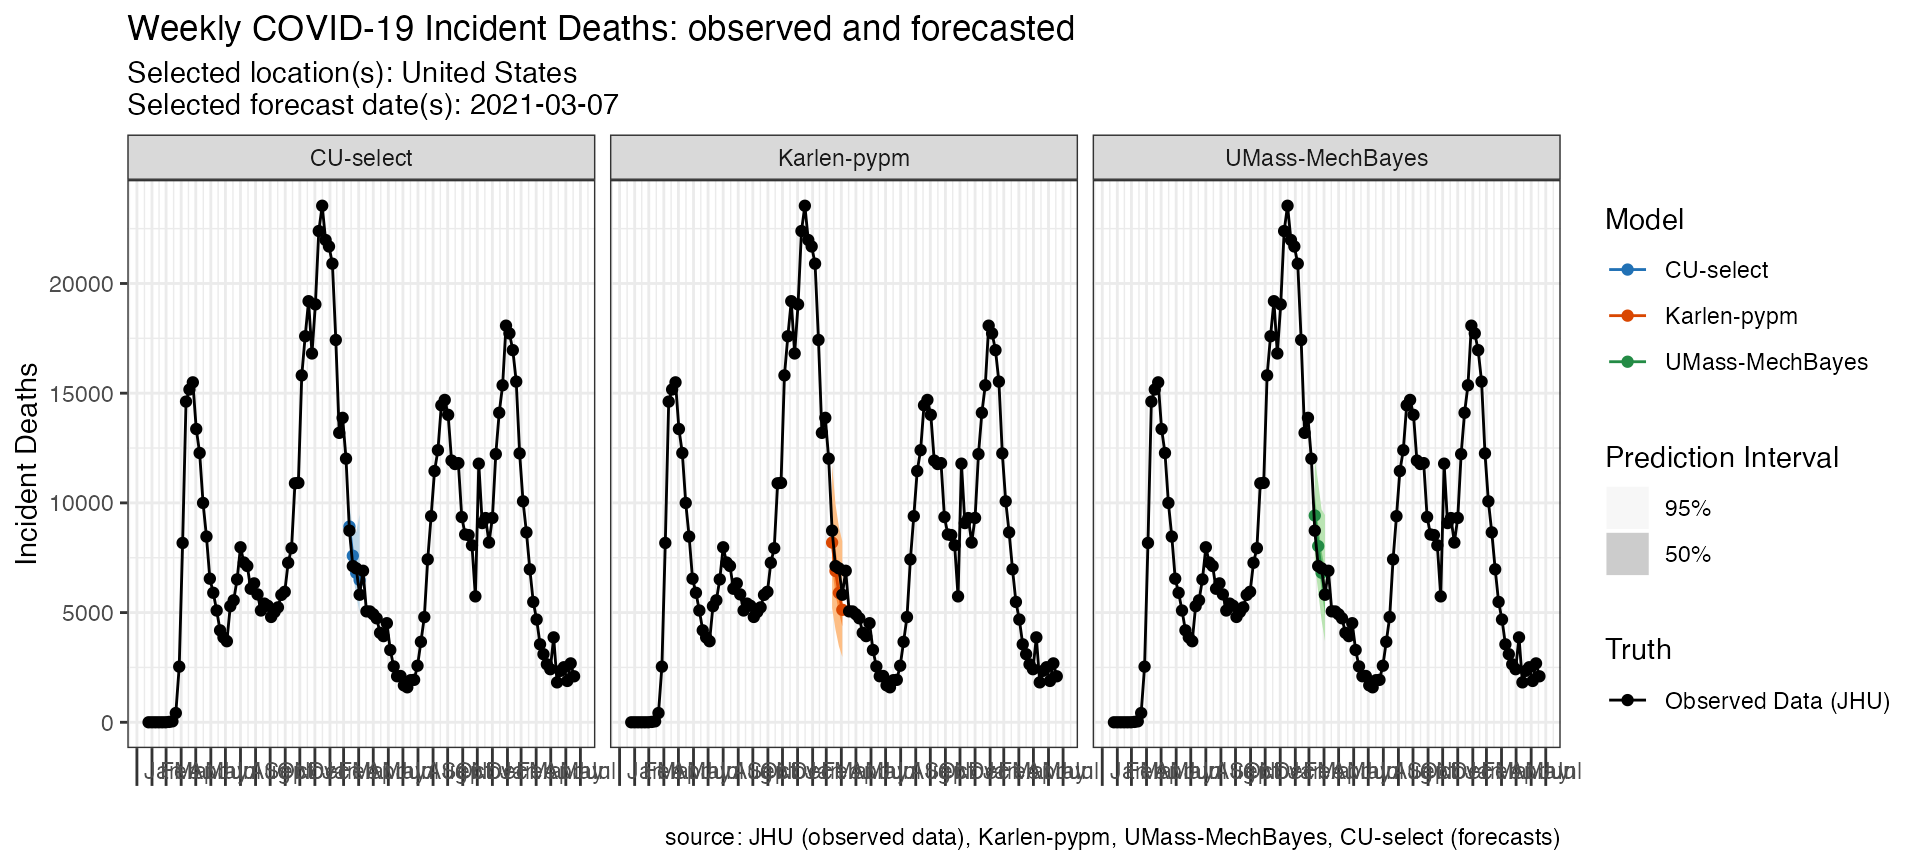 Weekly COVID-19 Incident Deaths: observed and forecasted
Selected location(s): United States
Selected forecast date(s): 2021-03-07
CU-select
Karlen-pypm
UMass-MechBayes
Incident Deaths
20000
15000
10000
5000
0
Model
CU-select
Karlen-pypm
UMass-MechBayes
Prediction Interval
95%
50%
Truth
Observed Data (JHU)
source: JHU (observed data), Karlen-pypm, UMass-MechBayes, CU-select (forecasts)